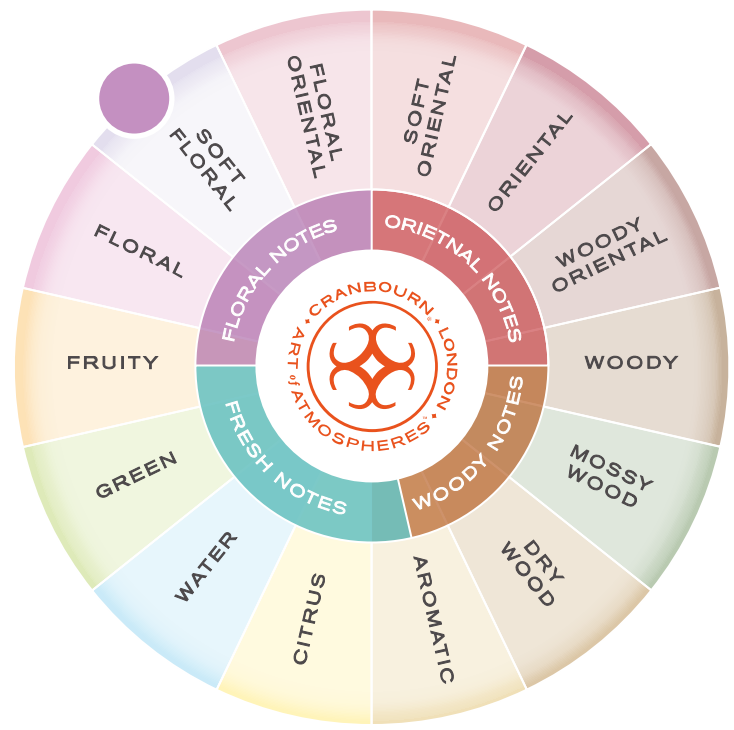 FLORAL
ORIENTAL
SOFT
ORIENTAL
ORIENTAL
WOODY
ORIENTAL
WOODY
MOSSY
WOOD
DRY
WOOD
AROMATIC
CITRUS
WATER
GREEN
FRUITY
FLORAL
SOFT
FLORAL
FLORAL NOTES
ORIETNAL NOTES
WOODY NOTES
FRESH NOTES
CRANBOURN® • LONDON •
ART of ATMOSPHERES™ •